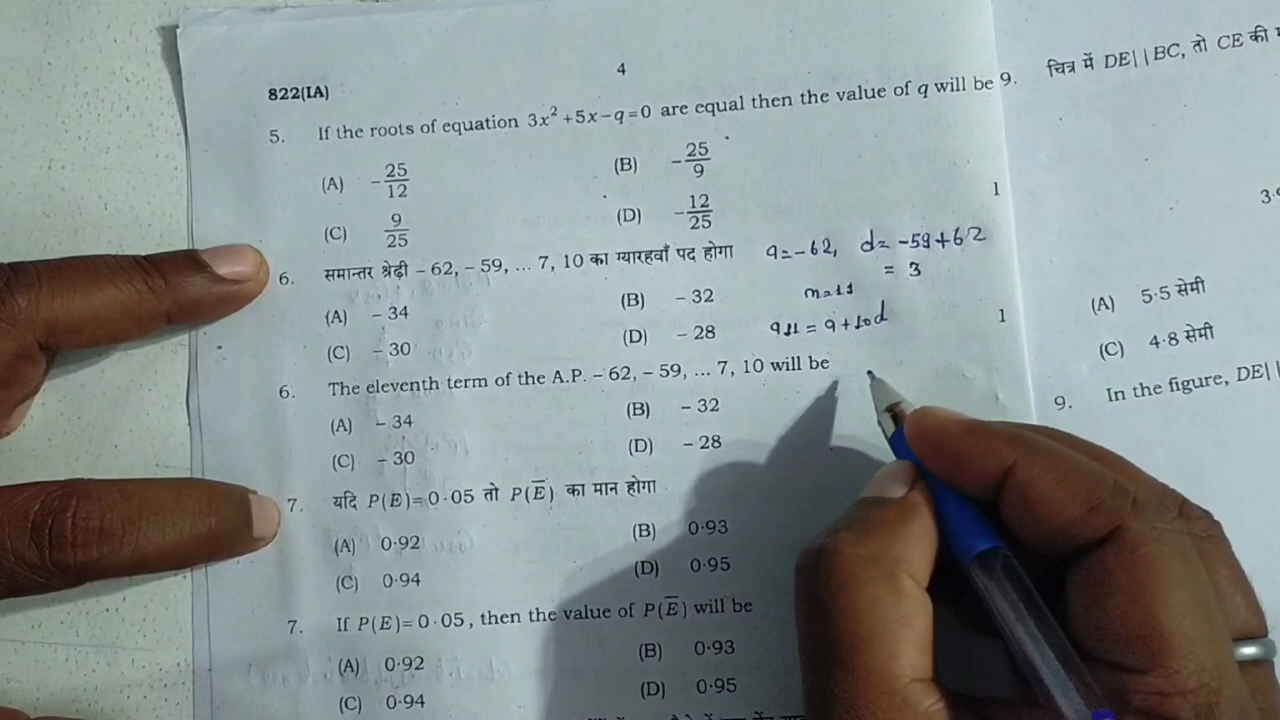 4
822(IA)
5. If the roots of equation 3x² +5x−q=0 are equal then the value of q will be
(A) −25/12
(B) −25/9
(C) 9/25
(D) −12/25
1
6. समान्तर श्रेढ़ी – 62, – 59, ... 7, 10 का ग्यारहवाँ पद होगा
a=-62, d= -59+62
= 3
n=11
a11 = a+10d
(A) – 34
(B) – 32
(C) – 30
(D) – 28
1
6. The eleventh term of the A.P. – 62, – 59, ... 7, 10 will be
(A) – 34
(B) – 32
(C) – 30
(D) – 28
7. यदि P(E)=0·05 तो P(E̅) का मान होगा
(A) 0·92
(B) 0·93
(C) 0·94
(D) 0·95
7. If P(E)=0·05, then the value of P(E̅) will be
(A) 0·92
(B) 0·93
(C) 0·94
(D) 0·95
9. चित्र में DE||BC, तो CE की
(A) 5·5 सेमी
(C) 4·8 सेमी
9. In the figure, DE||